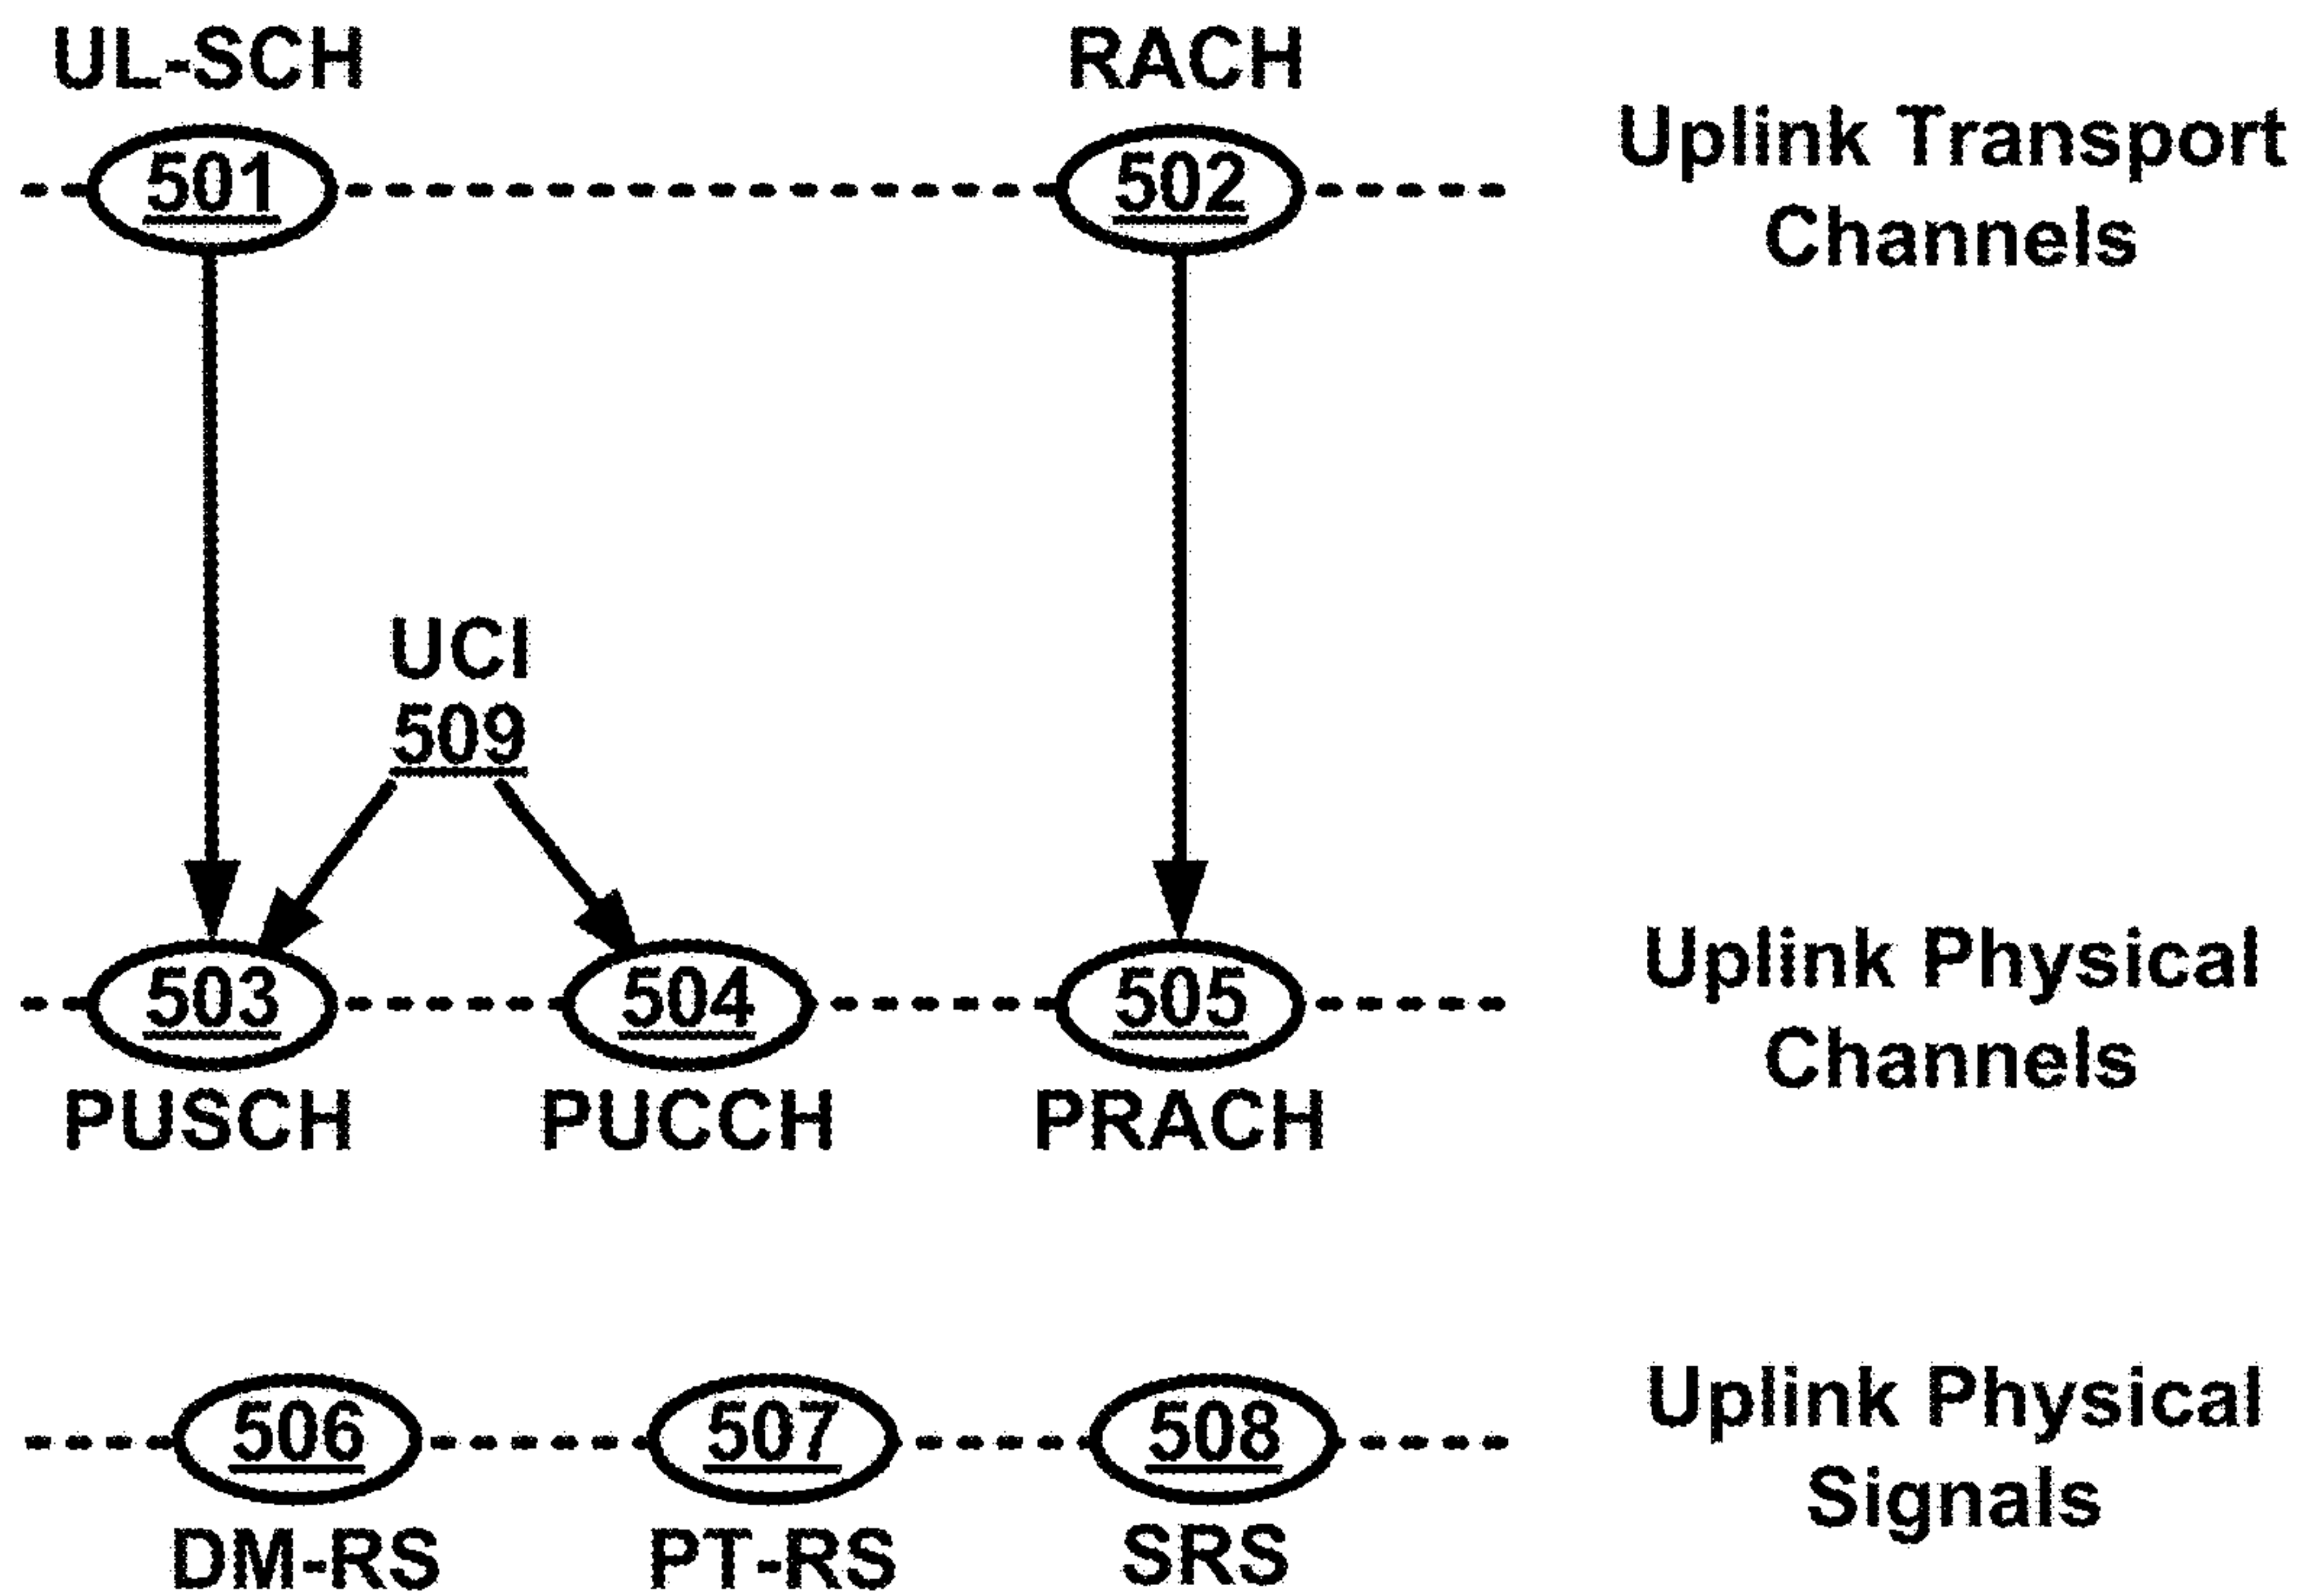 UL-SCH
RACH
501
502
Uplink Transport
Channels
UCI
509
503
504
505
Uplink Physical
Channels
PUSCH
PUCCH
PRACH
506
507
508
Uplink Physical
Signals
DM-RS
PT-RS
SRS